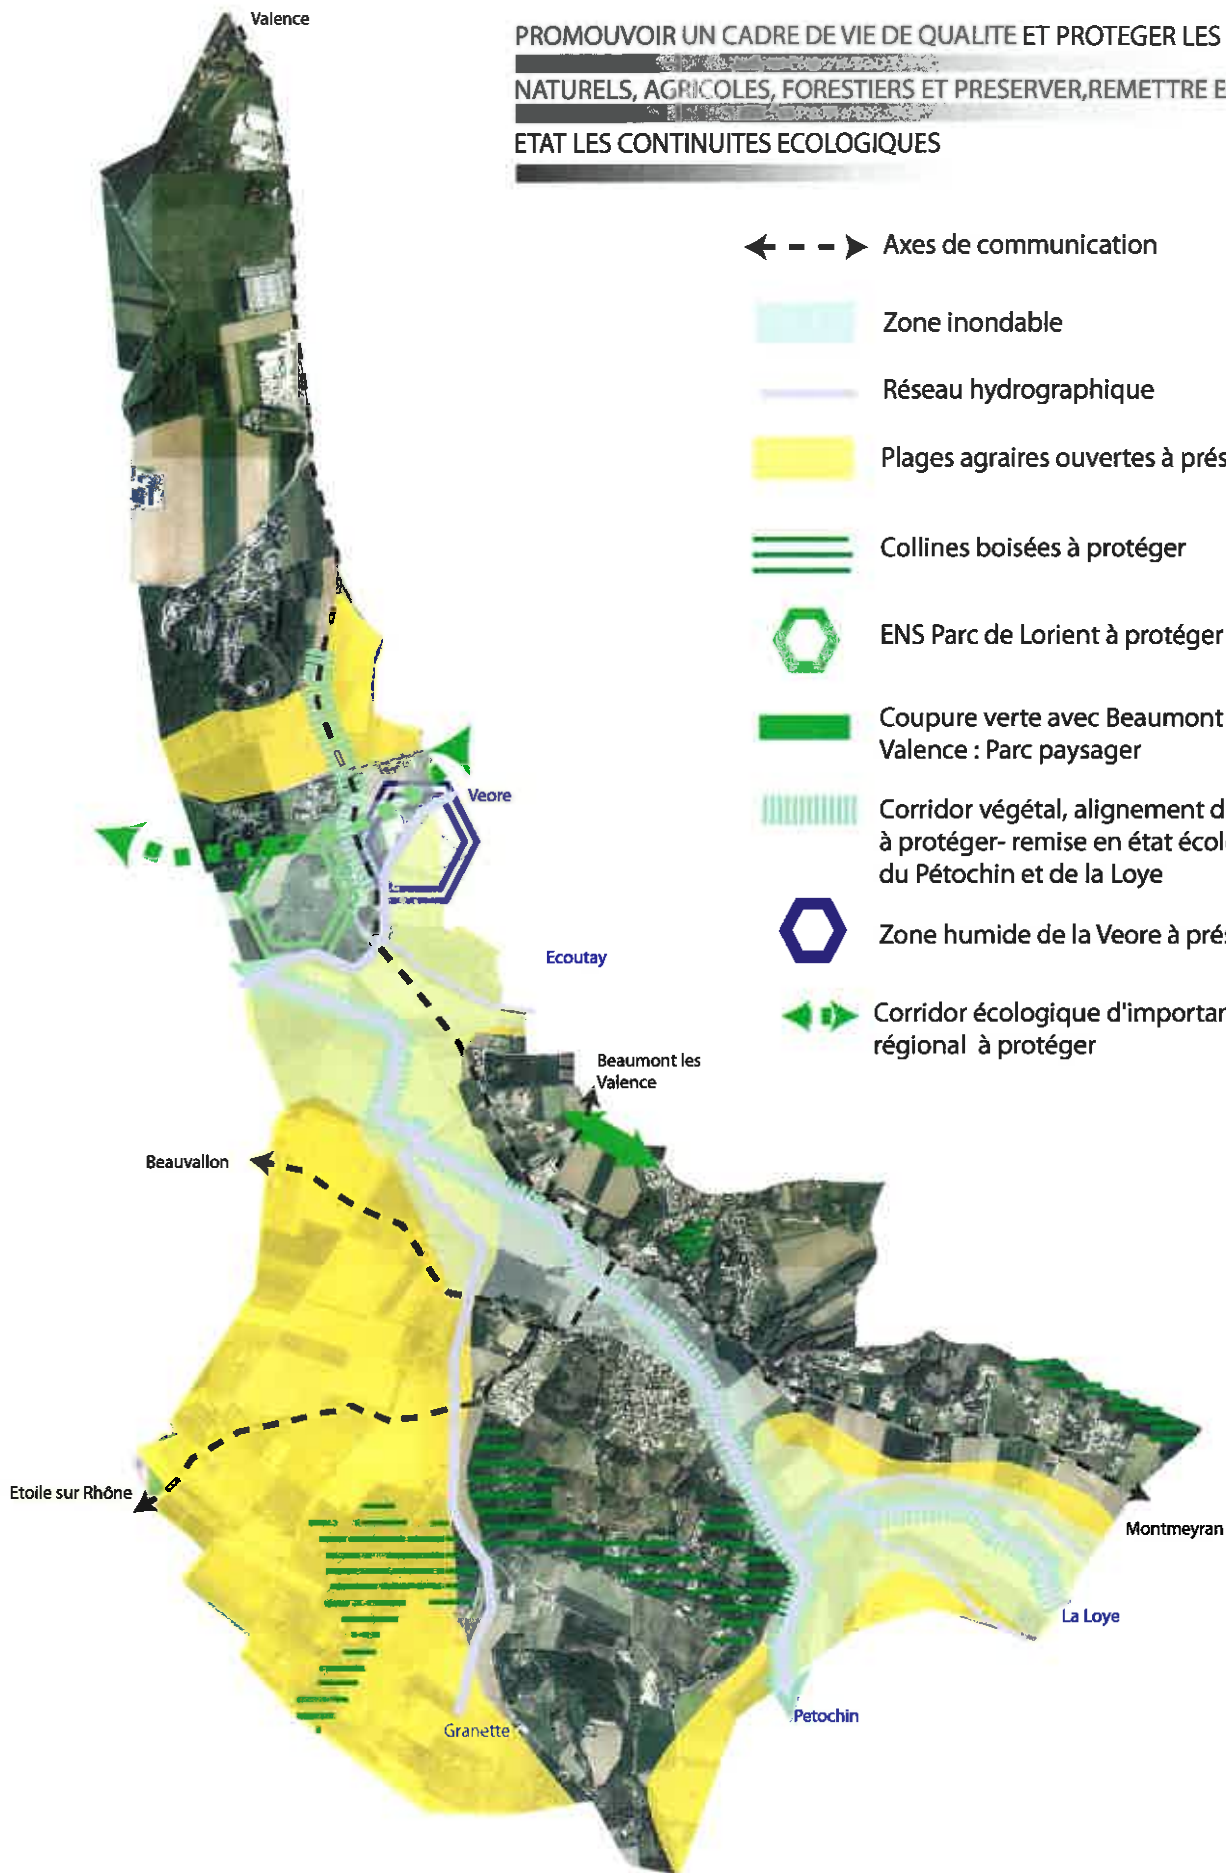 Valence
PROMOUVOIR UN CADRE DE VIE DE QUALITE ET PROTEGER LES
NATURELS, AGRICOLES, FORESTIERS ET PRESERVER,REMETTRE E
ETAT LES CONTINUITES ECOLOGIQUES
Axes de communication
Zone inondable
Réseau hydrographique
Plages agraires ouvertes à prés
Collines boisées à protéger
ENS Parc de Lorient à protéger
Coupure verte avec Beaumont
Valence : Parc paysager
Veore
Corridor végétal, alignement d
à protéger- remise en état écol
du Pétochin et de la Loye
Zone humide de la Veore à prés
Ecoutay
Corridor écologique d'importan
régional à protéger
Beaumont les
Valence
Beauvallon
Etoile sur Rhône
Montmeyran
La Loye
Petochin
Granette